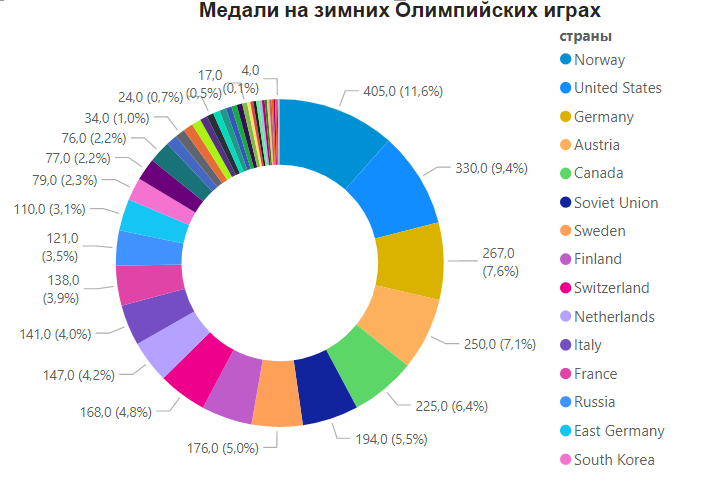 Медали на зимних Олимпийских играх
страны
Norway
United States
Germany
Austria
Canada
Soviet Union
Sweden
Finland
Switzerland
Netherlands
Italy
France
Russia
East Germany
South Korea
405,0 (11,6%)
330,0 (9,4%)
267,0
(7,6%)
250,0 (7,1%)
225,0 (6,4%)
194,0 (5,5%)
176,0 (5,0%)
168,0 (4,8%)
147,0 (4,2%)
141,0 (4,0%)
138,0
(3,9%)
121,0
(3,5%)
110,0 (3,1%)
79,0 (2,3%)
77,0 (2,2%)
76,0 (2,2%)
34,0 (1,0%)
24,0 (0,7%)
17,0
(0,5%)
4,0
(0,1%)